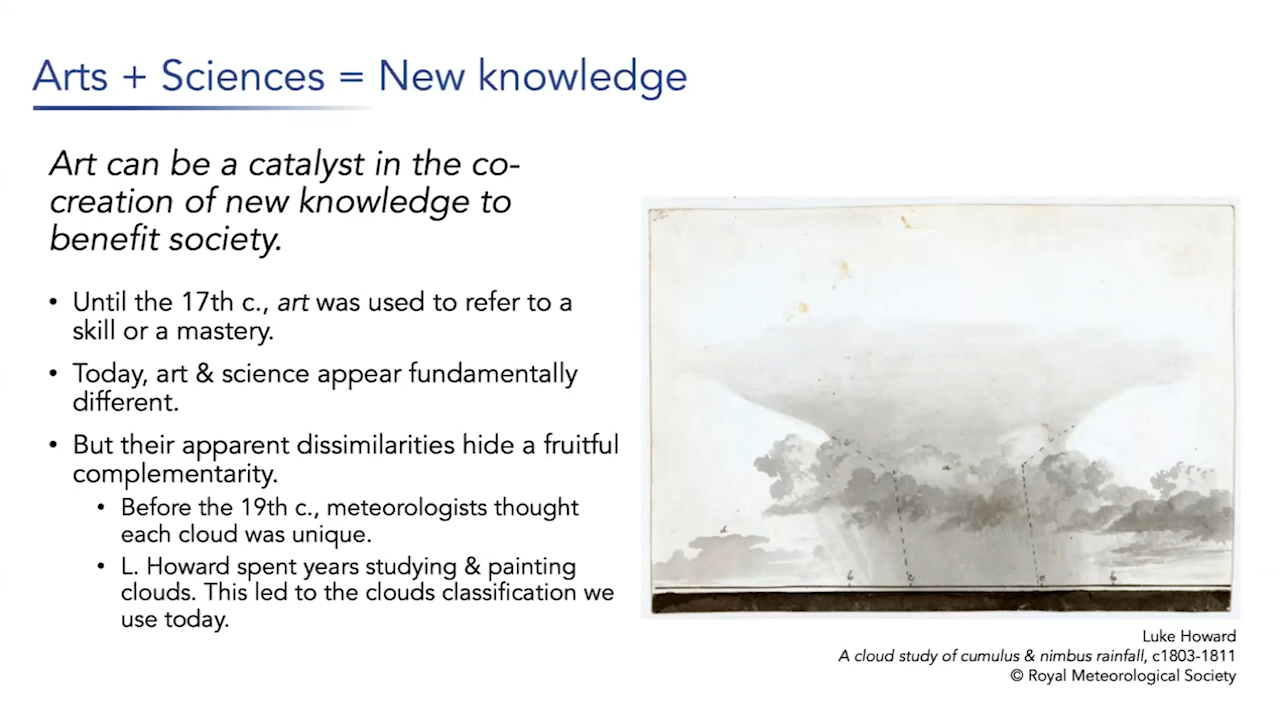 Arts + Sciences = New knowledge
Art can be a catalyst in the co-
creation of new knowledge to
benefit society.
• Until the 17th c., art was used to refer to a
skill or a mastery.
• Today, art & science appear fundamentally
different.
• But their apparent dissimilarities hide a fruitful
complementarity.
• Before the 19th c., meteorologists thought
each cloud was unique.
• L. Howard spent years studying & painting
clouds. This led to the clouds classification we
use today.
Luke Howard
A cloud study of cumulus & nimbus rainfall, c1803-1811
© Royal Meteorological Society